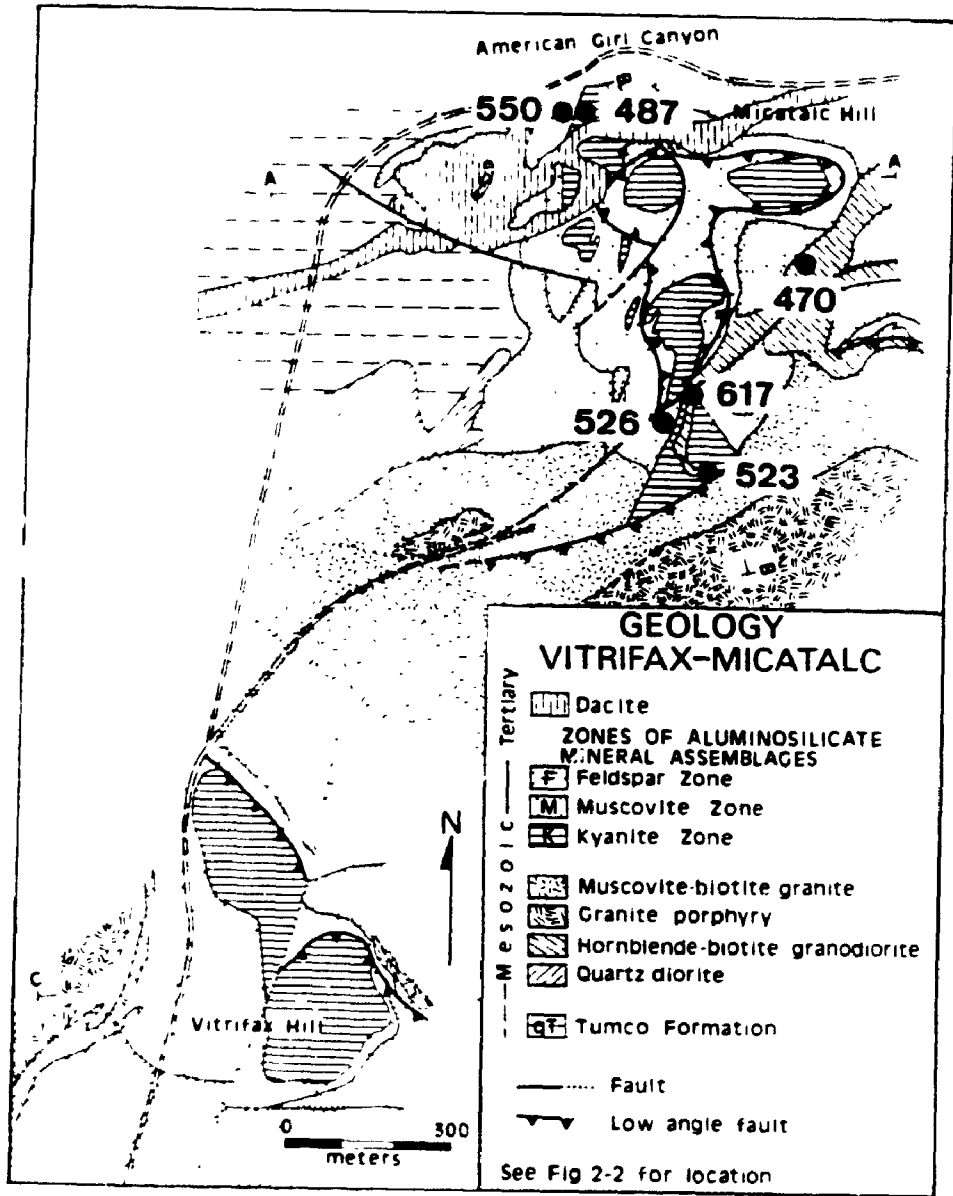 American Girl Canyon
550
487
Micatalc Hill
A
A
470
617
526
523
GEOLOGY
VITRIFAX-MICATALC
Tertiary
Mesozoic
Dacite
ZONES OF ALUMINOSILICATE
MINERAL ASSEMBLAGES
F Feldspar Zone
M Muscovite Zone
K Kyanite Zone
Muscovite-biotite granite
Granite porphyry
Hornblende-biotite granodiorite
Quartz diorite
qT Tumco Formation
Fault
Low angle fault
See Fig 2-2 for location
N
C
Vitrifax Hill
0 300
meters